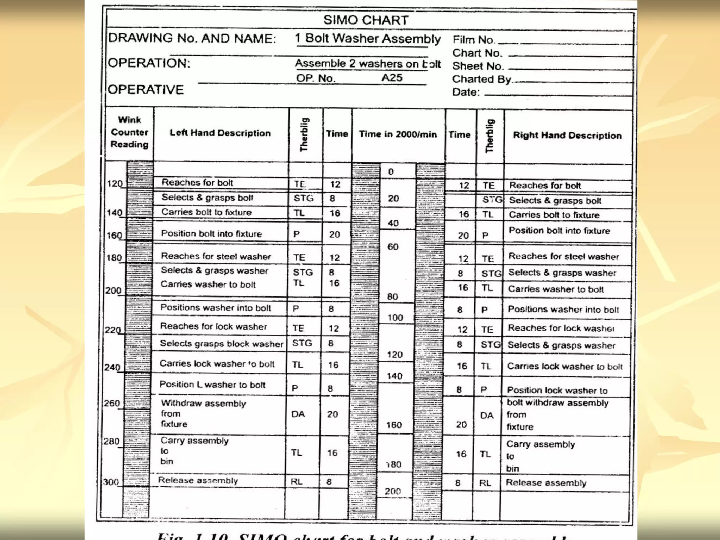 SIMO CHART
DRAWING No. AND NAME: 1 Bolt Washer Assembly Film No.
Chart No.
OPERATION: Assemble 2 washers on bolt Sheet No.
OP. No. A25 Charted By.
OPERATIVE Date:
Wink Counter Reading Left Hand Description Therblig Time Time in 2000/min Time Therblig Right Hand Description
0
120 Reaches for bolt TE 12 12 TE Reaches for bolt
Selects & grasps bolt STG 8 20 STG Selects & grasps bolt
140 Carries bolt to fixture TL 16 16 TL Carries bolt to fixture
40
160 Position bolt into fixture P 20 20 P Position bolt into fixture
60
180 Reaches for steel washer TE 12 12 TE Reaches for steel washer
Selects & grasps washer STG 8 8 STG Selects & grasps washer
Carries washer to bolt TL 16 16 TL Carries washer to bolt
200
80
Positions washer into bolt P 8 8 P Positions washer into bolt
100
220 Reaches for lock washer TE 12 12 TE Reaches for lock washer
Selects grasps block washer STG 8 8 STG Selects & grasps washer
120
240 Carries lock washer to bolt TL 16 16 TL Carries lock washer to bolt
140
Position L washer to bolt P 8 8 P Position lock washer to
260 Withdraw assembly bolt withdraw assembly
from DA 20 DA from
fixture 160 20 fixture
280 Carry assembly Carry assembly
to TL 16 16 TL to
bin 180 bin
300 Release assembly RL 8 8 RL Release assembly
200
Fig. 1.10 SIMO chart for bolt and washer